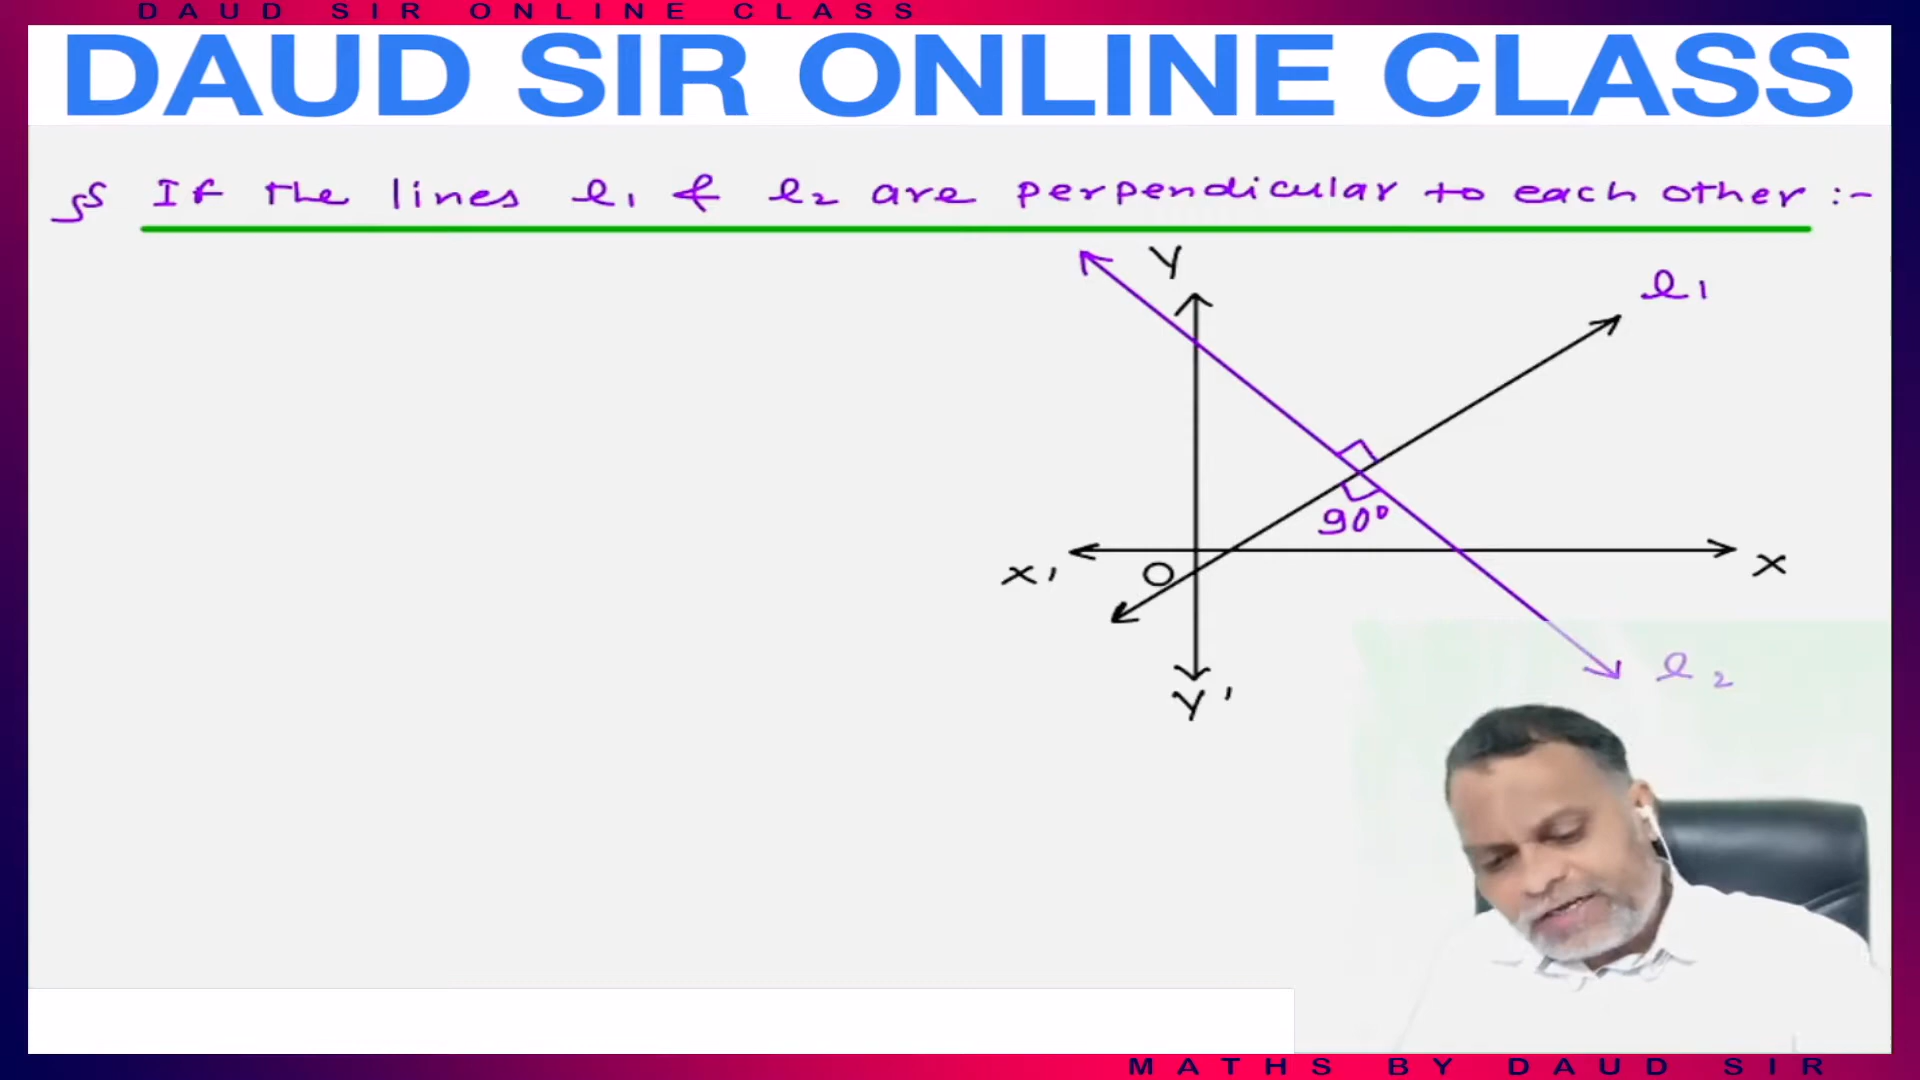 DAUD SIR ONLINE CLASS
DAUD SIR ONLINE CLASS
§ If the lines l1 & l2 are perpendicular to each other :-
Y
l1
90°
X'
O
X
l2
Y'
MATHS BY DAUD SIR